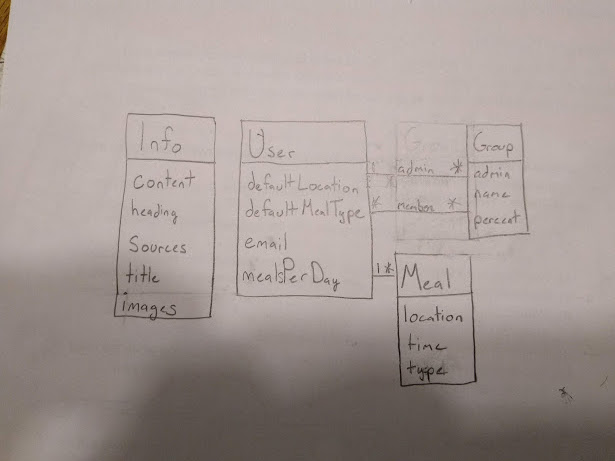 Info
Content
heading
Sources
title
images
User
defaultLocation
defaultMealType
email
mealsPerDay
1 admin *
* member *
Group
admin
name
percent
1 *
Meal
location
time
type